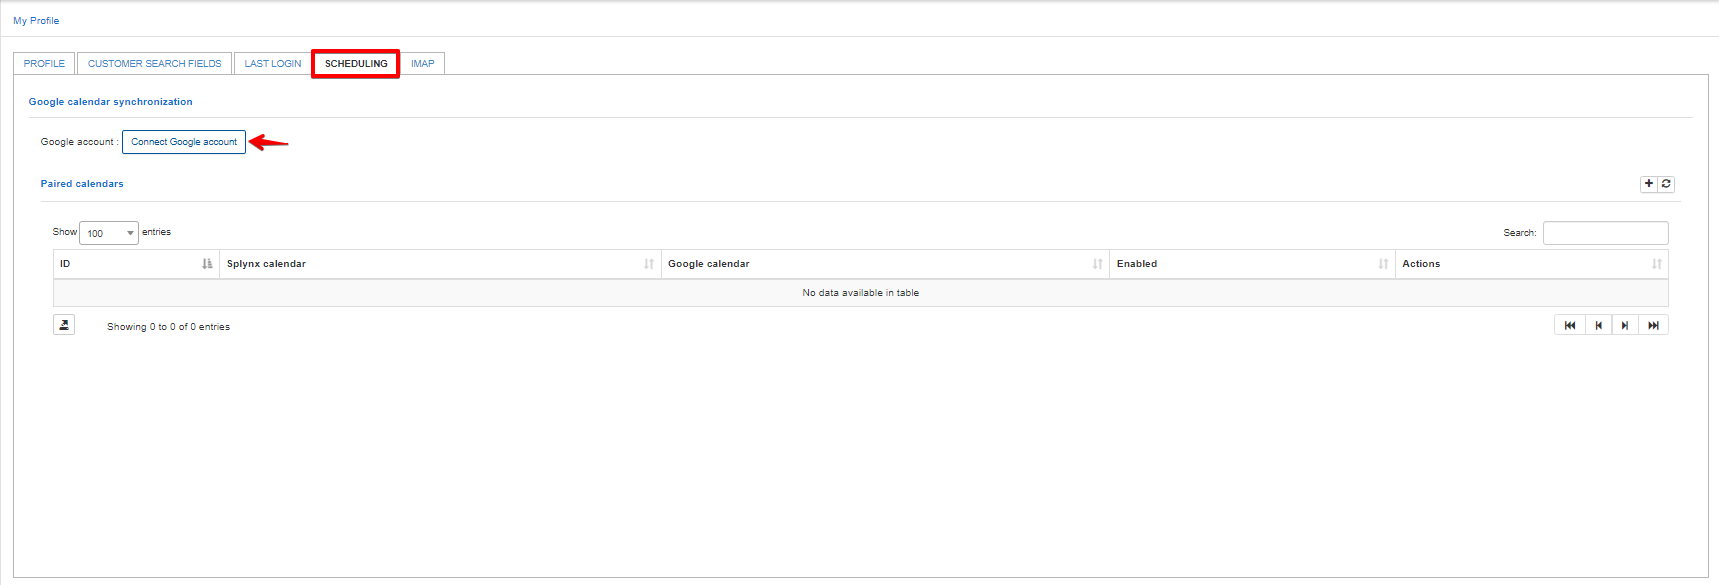 My Profile
PROFILE CUSTOMER SEARCH FIELDS LAST LOGIN SCHEDULING IMAP
Google calendar synchronization
Google account : Connect Google account
Paired calendars
Show 100 entries Search:
ID Splynx calendar Google calendar Enabled Actions
No data available in table
Showing 0 to 0 of 0 entries